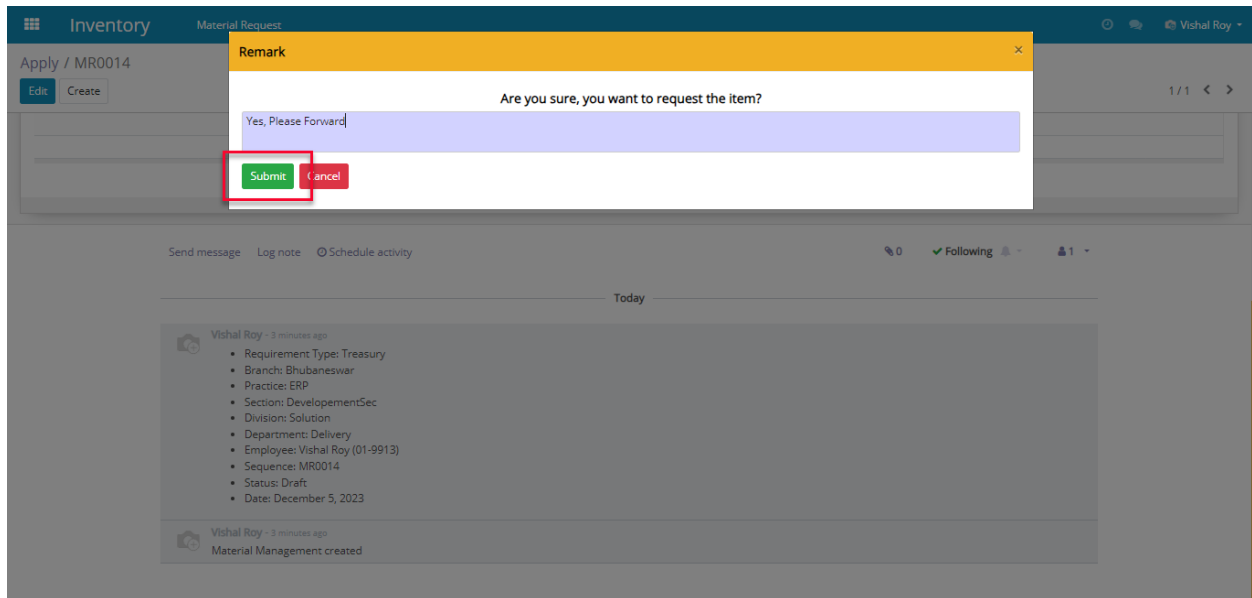 Inventory Material Request Vishal Roy
Remark ×
Apply / MR0014
Edit Create 1 / 1
Are you sure, you want to request the item?
Yes, Please Forward
Submit Cancel
Send message Log note Schedule activity 0 Following 1
Today
Vishal Roy - 3 minutes ago
• Requirement Type: Treasury
• Branch: Bhubaneswar
• Practice: ERP
• Section: DevelopementSec
• Division: Solution
• Department: Delivery
• Employee: Vishal Roy (01-9913)
• Sequence: MR0014
• Status: Draft
• Date: December 5, 2023
Vishal Roy - 3 minutes ago
Material Management created